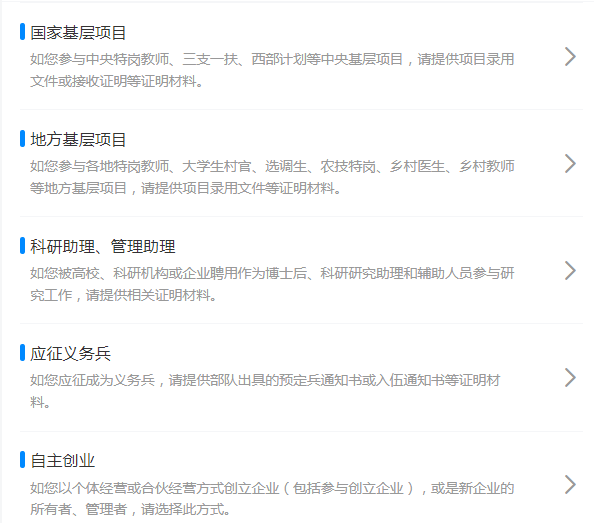 国家基层项目
如您参与中央特岗教师、三支一扶、西部计划等中央基层项目，请提供项目录用
文件或接收证明等证明材料。
地方基层项目
如您参与各地特岗教师、大学生村官、选调生、农技特岗、乡村医生、乡村教师
等地方基层项目，请提供项目录用文件等证明材料。
科研助理、管理助理
如您被高校、科研机构或企业聘用作为博士后、科研研究助理和辅助人员参与研
究工作，请提供相关证明材料。
应征义务兵
如您应征成为义务兵，请提供部队出具的预定兵通知书或入伍通知书等证明材
料。
自主创业
如您以个体经营或合伙经营方式创立企业（包括参与创立企业），或是新企业的
所有者、管理者，请选择此方式。